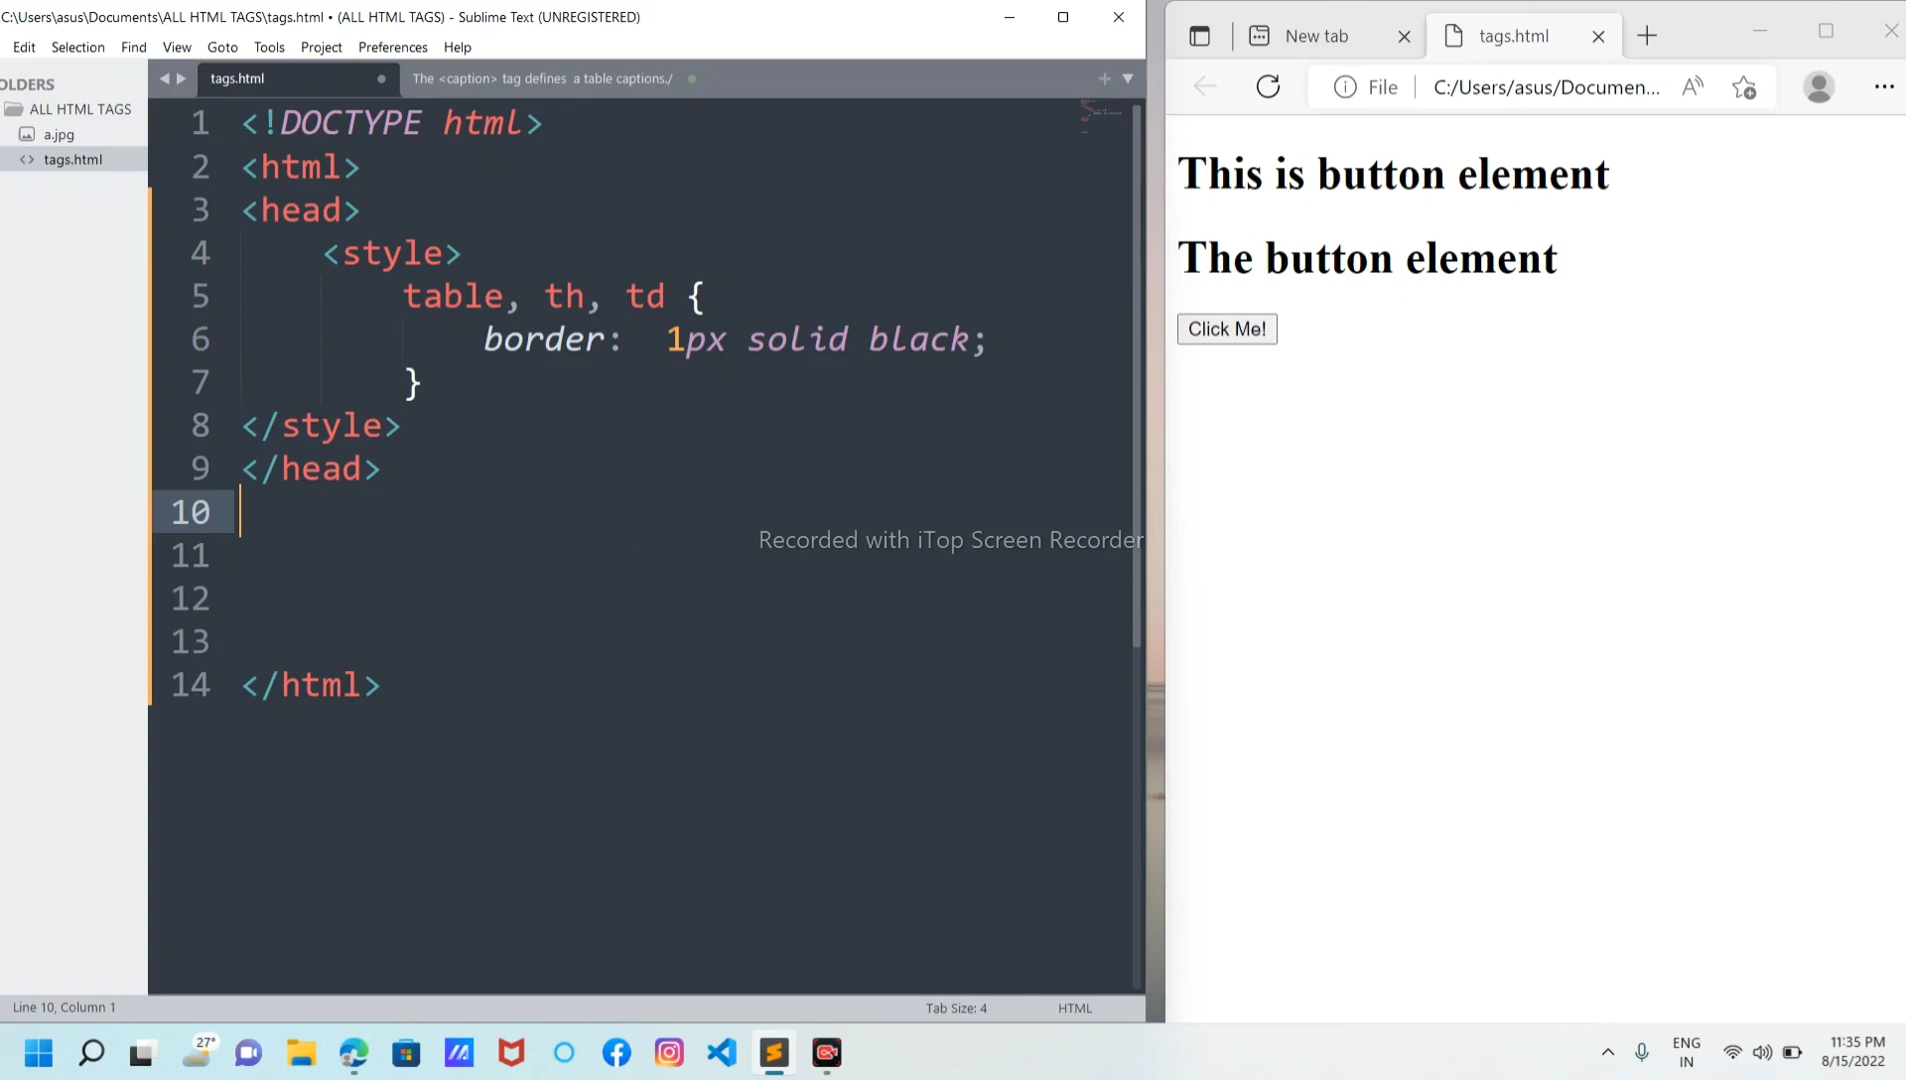 C:\Users\asus\Documents\ALL HTML TAGS\tags.html • (ALL HTML TAGS) - Sublime Text (UNREGISTERED)
Edit Selection Find View Goto Tools Project Preferences Help
OLDERS
ALL HTML TAGS
a.jpg
<> tags.html
tags.html
The <caption> tag defines a table captions./
1 <!DOCTYPE html>
2 <html>
3 <head>
4 <style>
5 table, th, td {
6 border: 1px solid black;
7 }
8 </style>
9 </head>
10
11
12
13
14 </html>
Recorded with iTop Screen Recorder
Line 10, Column 1
Tab Size: 4
HTML
New tab
tags.html
File
C:/Users/asus/Documen...
This is button element
The button element
Click Me!
27°
ENG
IN
11:35 PM
8/15/2022